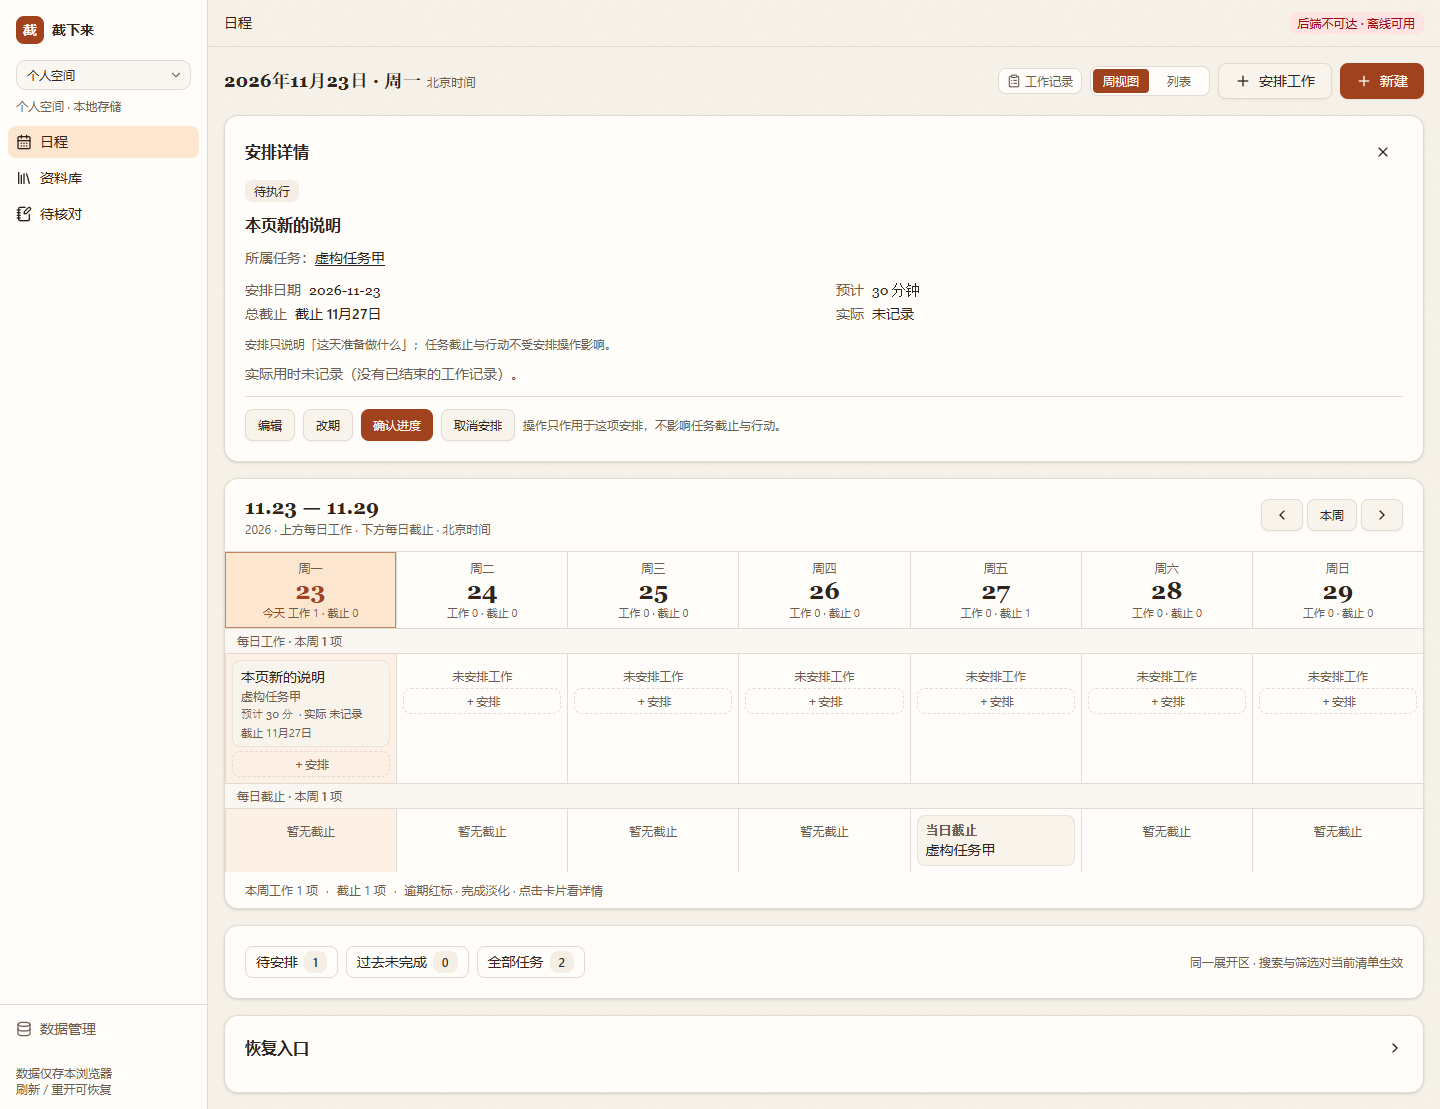 截 截下来
个人空间
个人空间 · 本地存储
日程
资料库
待核对
数据管理
数据仅存本浏览器
刷新 / 重开可恢复
日程
后端不可达 · 离线可用
2026年11月23日 · 周一 北京时间
工作记录
周视图 列表
+ 安排工作
+ 新建
安排详情
待执行
本页新的说明
所属任务：虚构任务甲
安排日期 2026-11-23
预计 30 分钟
总截止 截止 11月27日
实际 未记录
安排只说明「这天准备做什么」；任务截止与行动不受安排操作影响。
实际用时未记录（没有已结束的工作记录）。
编辑 改期 确认进度 取消安排 操作只作用于这项安排，不影响任务截止与行动。
11.23 — 11.29
2026 · 上方每日工作 · 下方每日截止 · 北京时间
本周
周一 周二 周三 周四 周五 周六 周日
23 24 25 26 27 28 29
今天 工作 1 · 截止 0 工作 0 · 截止 0 工作 0 · 截止 0 工作 0 · 截止 0 工作 0 · 截止 1 工作 0 · 截止 0 工作 0 · 截止 0
每日工作 · 本周 1 项
本页新的说明
虚构任务甲
预计 30 分 · 实际 未记录
截止 11月27日
+ 安排
未安排工作 未安排工作 未安排工作 未安排工作 未安排工作 未安排工作
+ 安排 + 安排 + 安排 + 安排 + 安排 + 安排
每日截止 · 本周 1 项
暂无截止 暂无截止 暂无截止 暂无截止
当日截止
虚构任务甲
暂无截止 暂无截止
本周工作 1 项 · 截止 1 项 · 逾期红标 · 完成淡化 · 点击卡片看详情
待安排 1 过去未完成 0 全部任务 2
同一展开区 · 搜索与筛选对当前清单生效
恢复入口